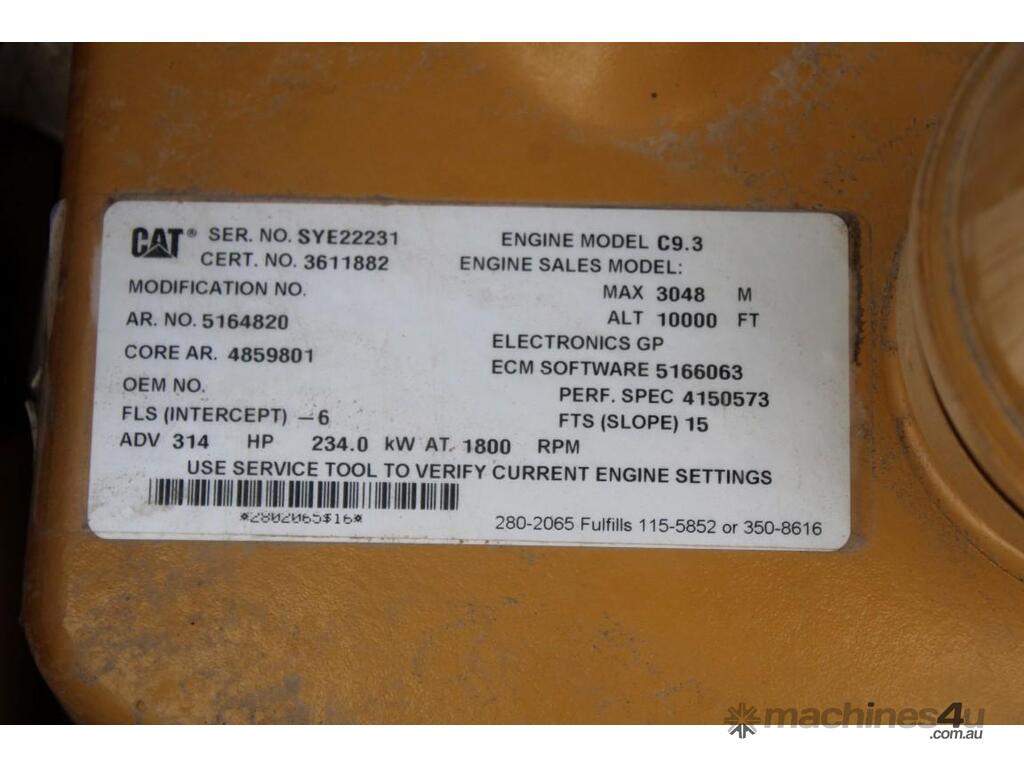 CAT® SER. NO. SYE22231
CERT. NO. 3611882
MODIFICATION NO.
AR. NO. 5164820
CORE AR. 4859801
OEM NO.
FLS (INTERCEPT) -6
ENGINE MODEL C9.3
ENGINE SALES MODEL:
MAX 3048 M
ALT 10000 FT
ELECTRONICS GP
ECM SOFTWARE 5166063
PERF. SPEC 4150573
FTS (SLOPE) 15
ADV 314 HP 234.0 kW AT. 1800 RPM
USE SERVICE TOOL TO VERIFY CURRENT ENGINE SETTINGS
*2802065$16*
280-2065 Fulfills 115-5852 or 350-8616
machines4u
.com.au